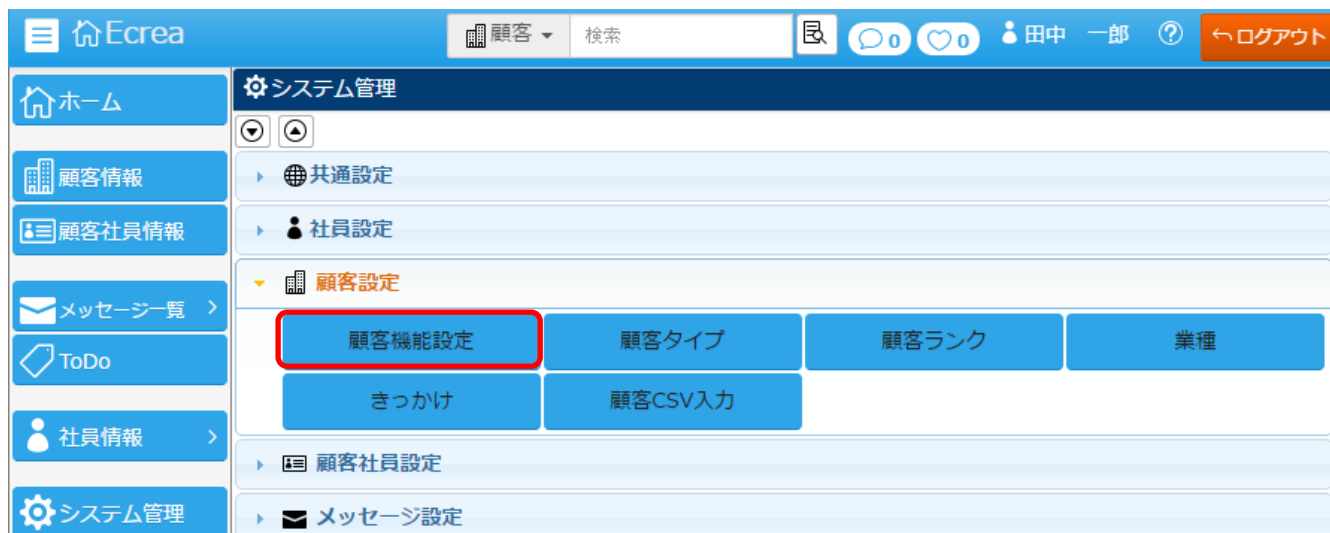 Ecrea
顧客
検索
0
0
田中 一郎
ログアウト
ホーム
顧客情報
顧客社員情報
メッセージ一覧
ToDo
社員情報
システム管理
システム管理
共通設定
社員設定
顧客設定
顧客機能設定 顧客タイプ 顧客ランク 業種
きっかけ 顧客CSV入力
顧客社員設定
メッセージ設定